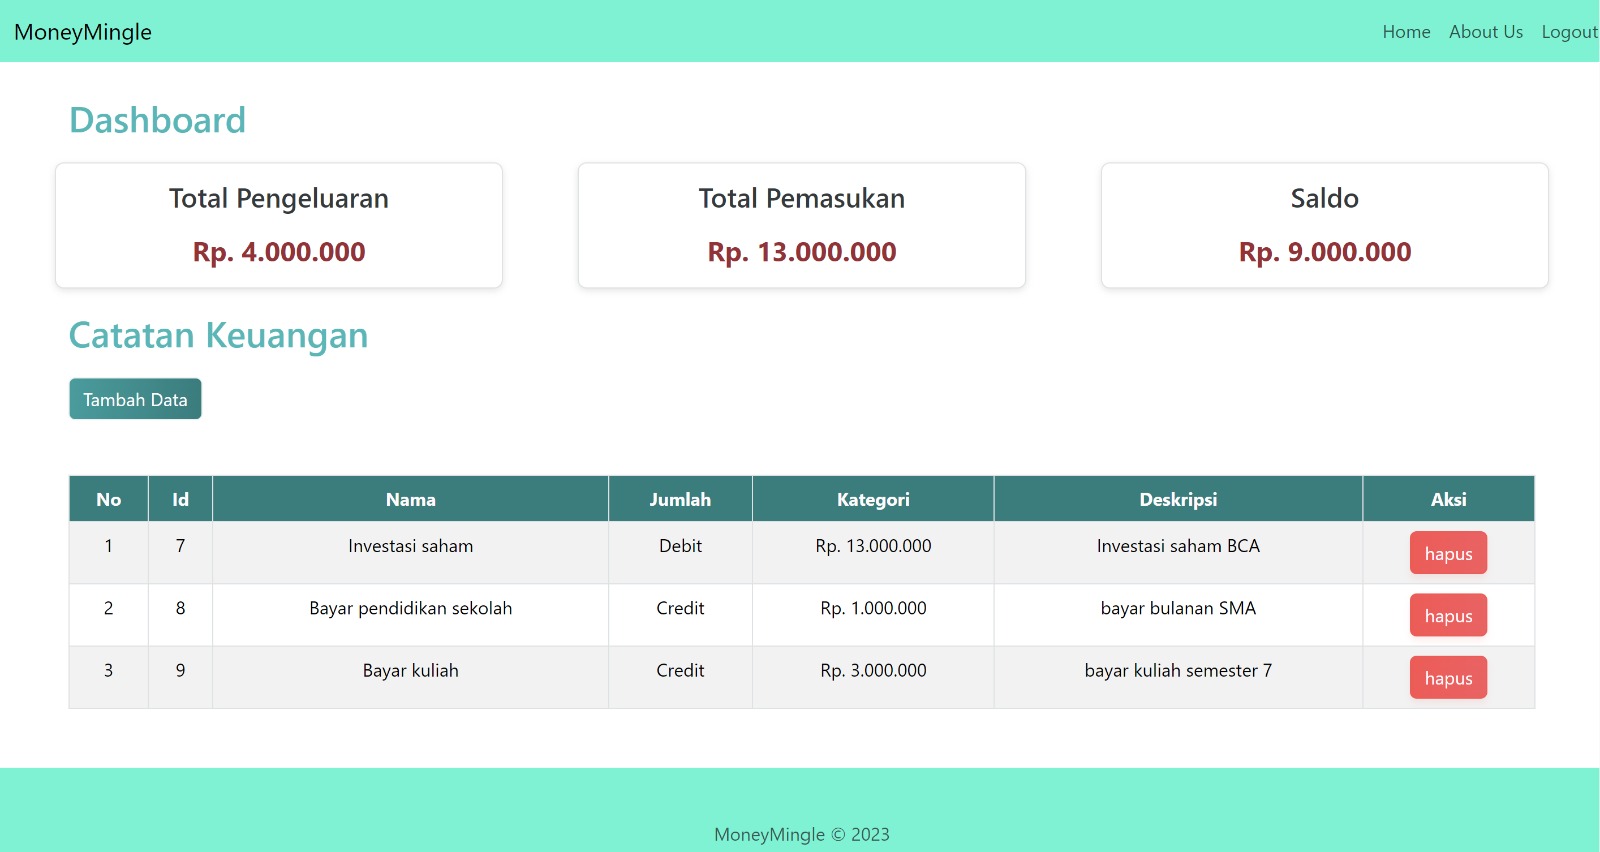 MoneyMingle Home About Us Logout
Dashboard
Total Pengeluaran Total Pemasukan Saldo
Rp. 4.000.000 Rp. 13.000.000 Rp. 9.000.000
Catatan Keuangan
Tambah Data
No Id Nama Jumlah Kategori Deskripsi Aksi
1 7 Investasi saham Debit Rp. 13.000.000 Investasi saham BCA hapus
2 8 Bayar pendidikan sekolah Credit Rp. 1.000.000 bayar bulanan SMA hapus
3 9 Bayar kuliah Credit Rp. 3.000.000 bayar kuliah semester 7 hapus
MoneyMingle © 2023